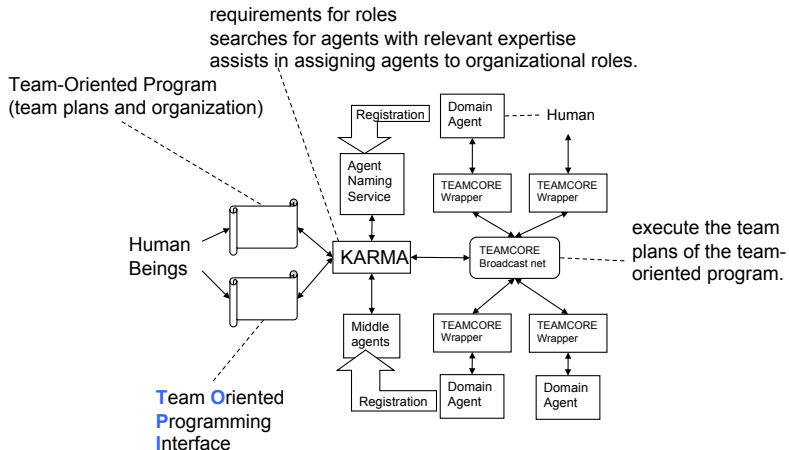 requirements for roles
searches for agents with relevant expertise
assists in assigning agents to organizational roles.
Team-Oriented Program
(team plans and organization)
Registration
Domain
Agent
Human
Agent
Naming
Service
TEAMCORE
Wrapper
TEAMCORE
Wrapper
Human
Beings
KARMA
TEAMCORE
Broadcast net
execute the team
plans of the team-
oriented program.
Middle
agents
TEAMCORE
Wrapper
TEAMCORE
Wrapper
Registration
Domain
Agent
Domain
Agent
Team Oriented
Programming
Interface